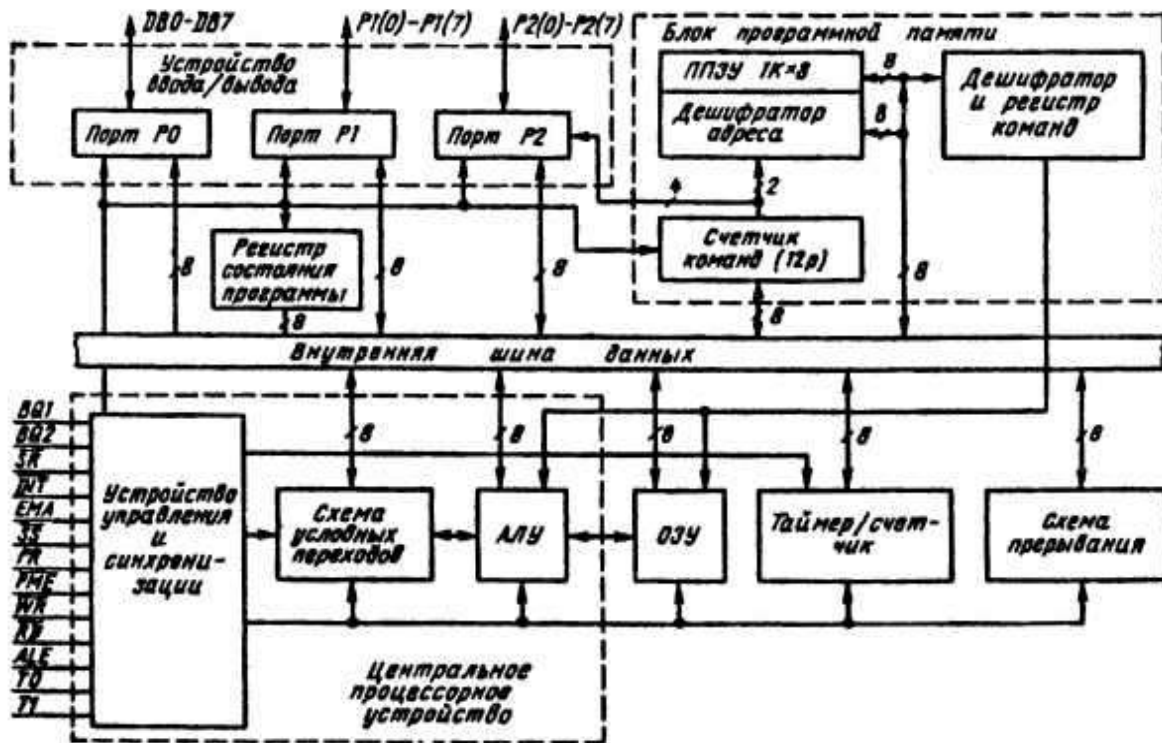 DB0-DB7
P1(0)-P1(7)
P2(0)-P2(7)
Устройство
ввода/вывода
Порт P0
Порт P1
Порт P2
Блок программной памяти
ППЗУ 1К×8
Дешифратор
адреса
8
8
Дешифратор
и регистр
команд
4
2
Счетчик
команд (12р)
Регистр
состояния
программы
8
8
8
8
8
8
Внутренняя шина данных
BQ1
BQ2
SR
INT
EMA
SS
PR
PME
WR
RD
ALE
T0
T1
Устройство
управления
и
синхрони-
зации
8
8
8
8
8
Схема
условных
переходов
АЛУ
ОЗУ
Таймер/счет-
чик
Схема
прерывания
Центральное
процессорное
устройство